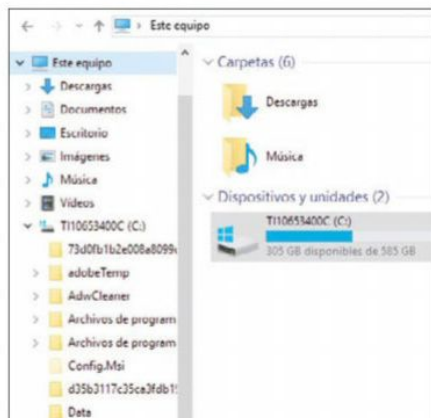 Este equipo
Este equipo
Descargas
Documentos
Escritorio
Imágenes
Música
Vídeos
TI10653400C (C:)
73d0fb1b2e008a8099
adobeTemp
AdwCleaner
Archivos de program
Archivos de program
Config.Msi
d35b3117c35ca3fdb1
Data
Carpetas (6)
Descargas
Música
Dispositivos y unidades (2)
TI10653400C (C:)
305 GB disponibles de 585 GB